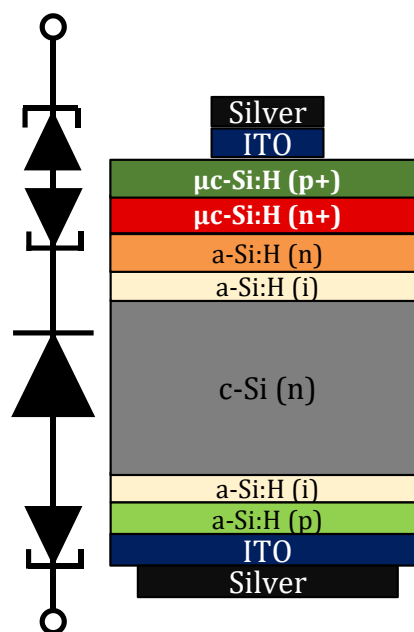 Silver
ITO
µc-Si:H (p+)
µc-Si:H (n+)
a-Si:H (n)
a-Si:H (i)
c-Si (n)
a-Si:H (i)
a-Si:H (p)
ITO
Silver